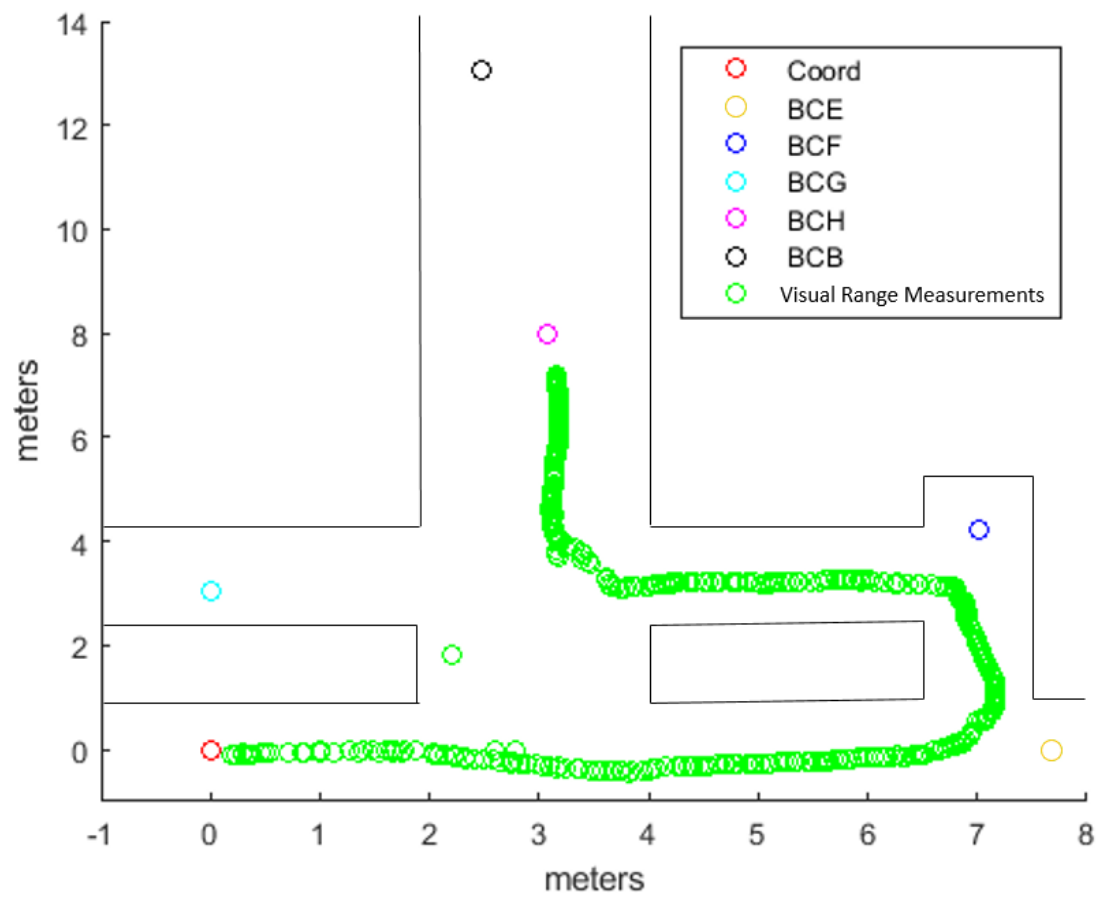 14
12
10
8
6
4
2
0
meters
-1 0 1 2 3 4 5 6 7 8
meters
Coord
BCE
BCF
BCG
BCH
BCB
Visual Range Measurements